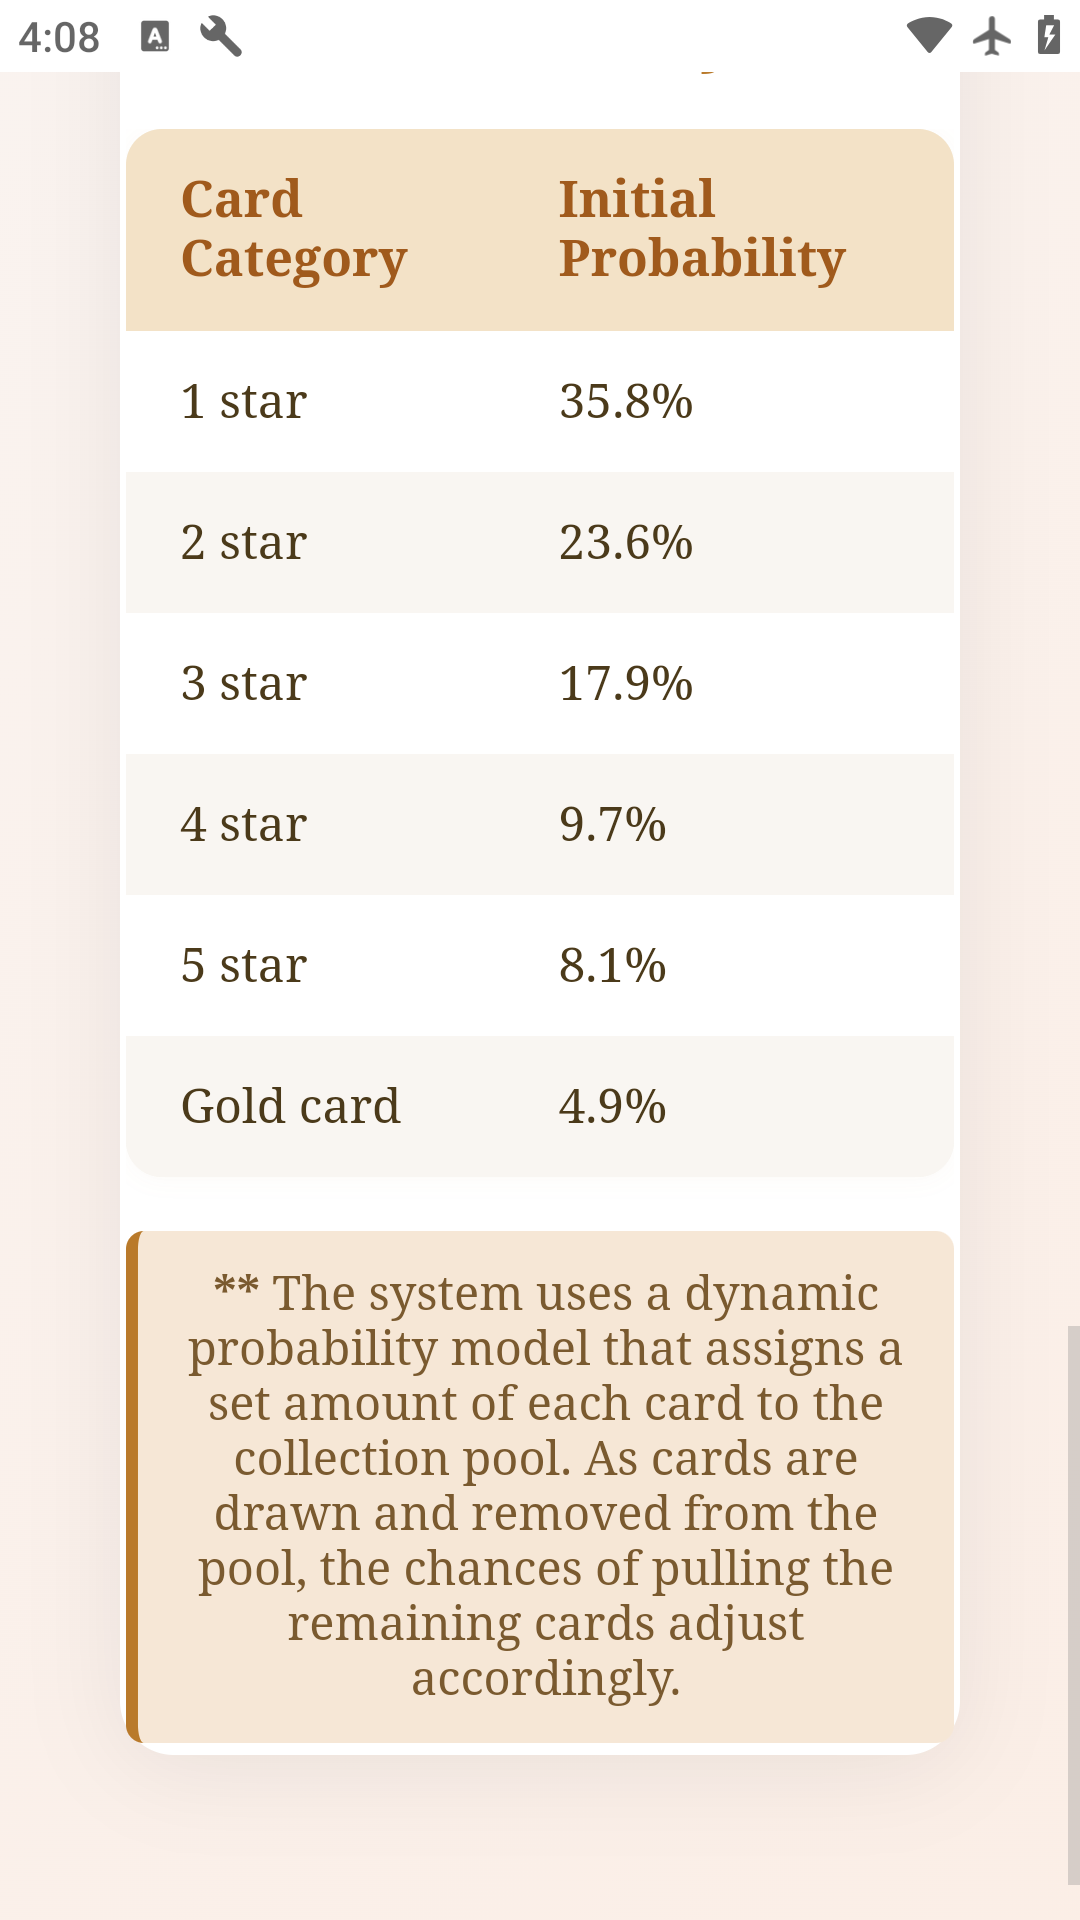 4:08
Card
Category
Initial
Probability
1 star 35.8%
2 star 23.6%
3 star 17.9%
4 star 9.7%
5 star 8.1%
Gold card 4.9%
** The system uses a dynamic
probability model that assigns a
set amount of each card to the
collection pool. As cards are
drawn and removed from the
pool, the chances of pulling the
remaining cards adjust
accordingly.